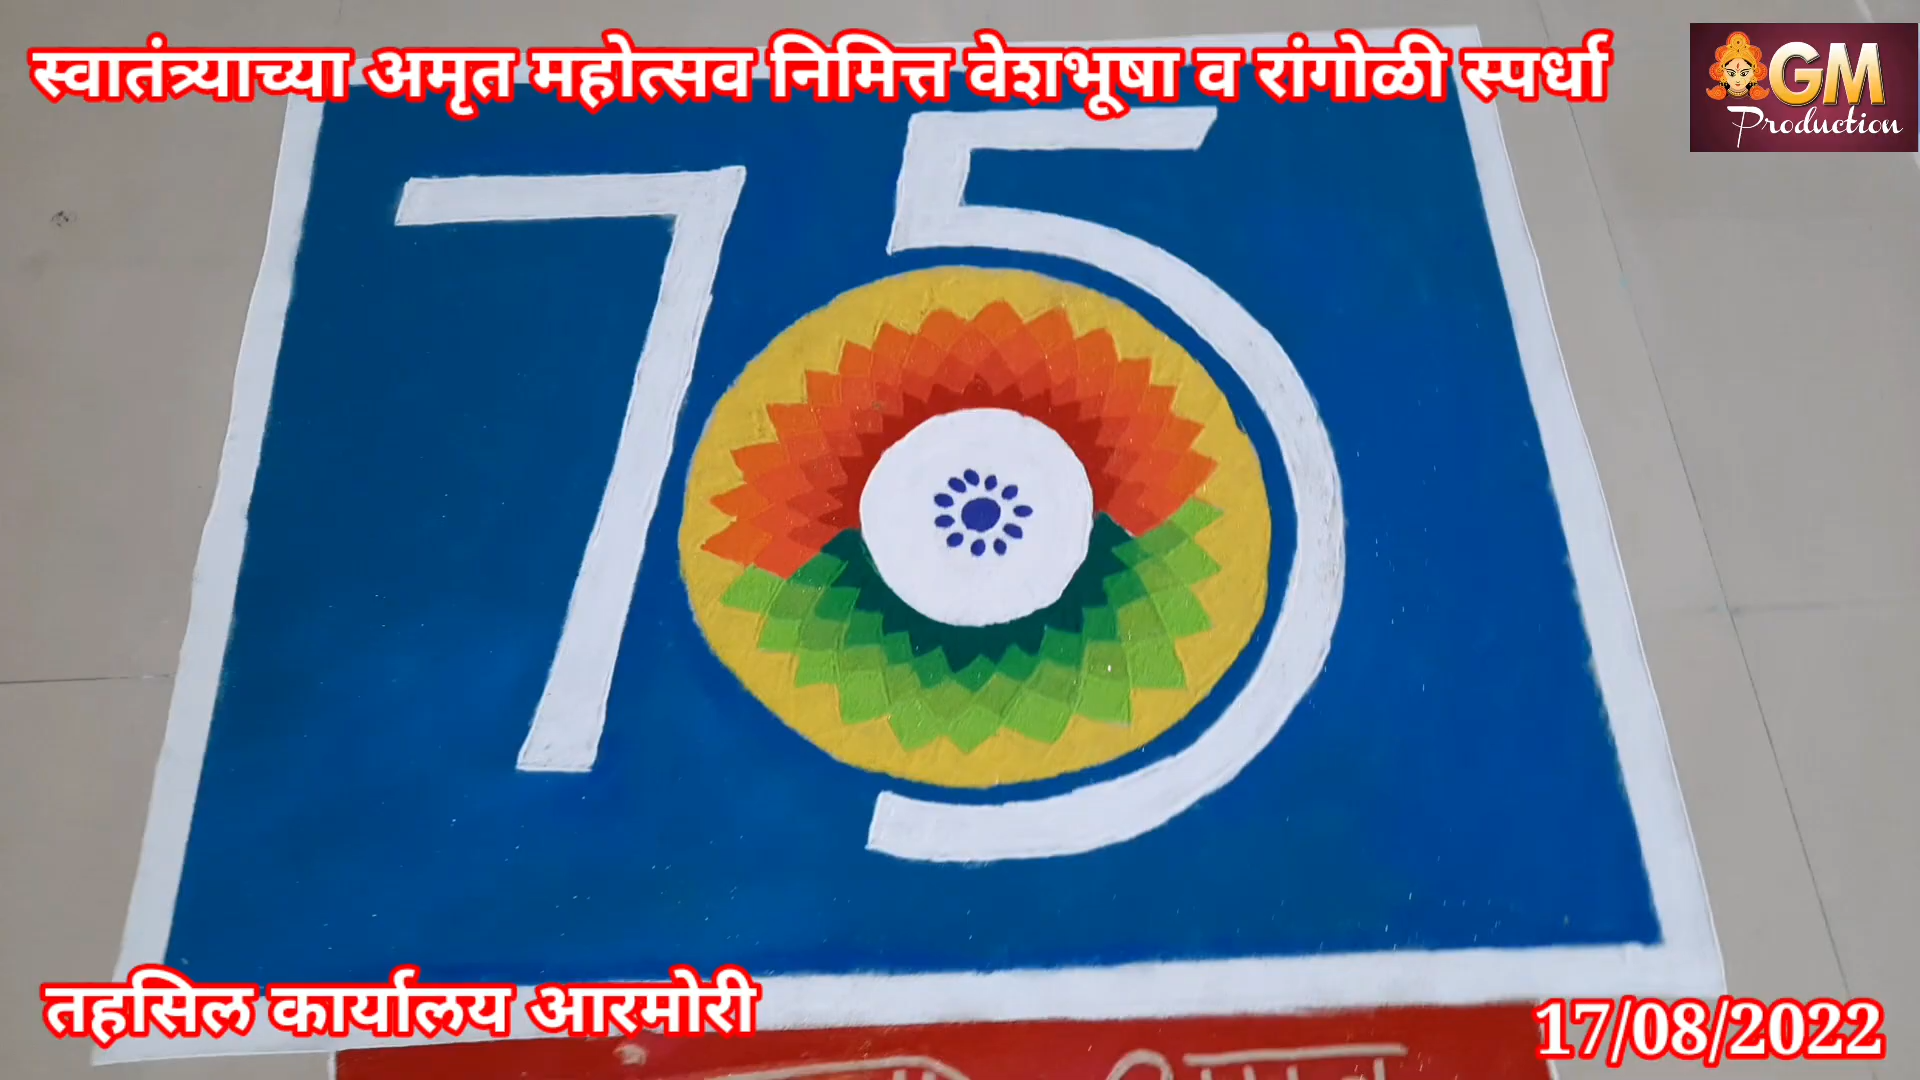 स्वातंत्र्याच्या अमृत महोत्सव निमित्त वेशभूषा व रांगोळी स्पर्धा
GM
Production
75
तहसिल कार्यालय आरमोरी
17/08/2022